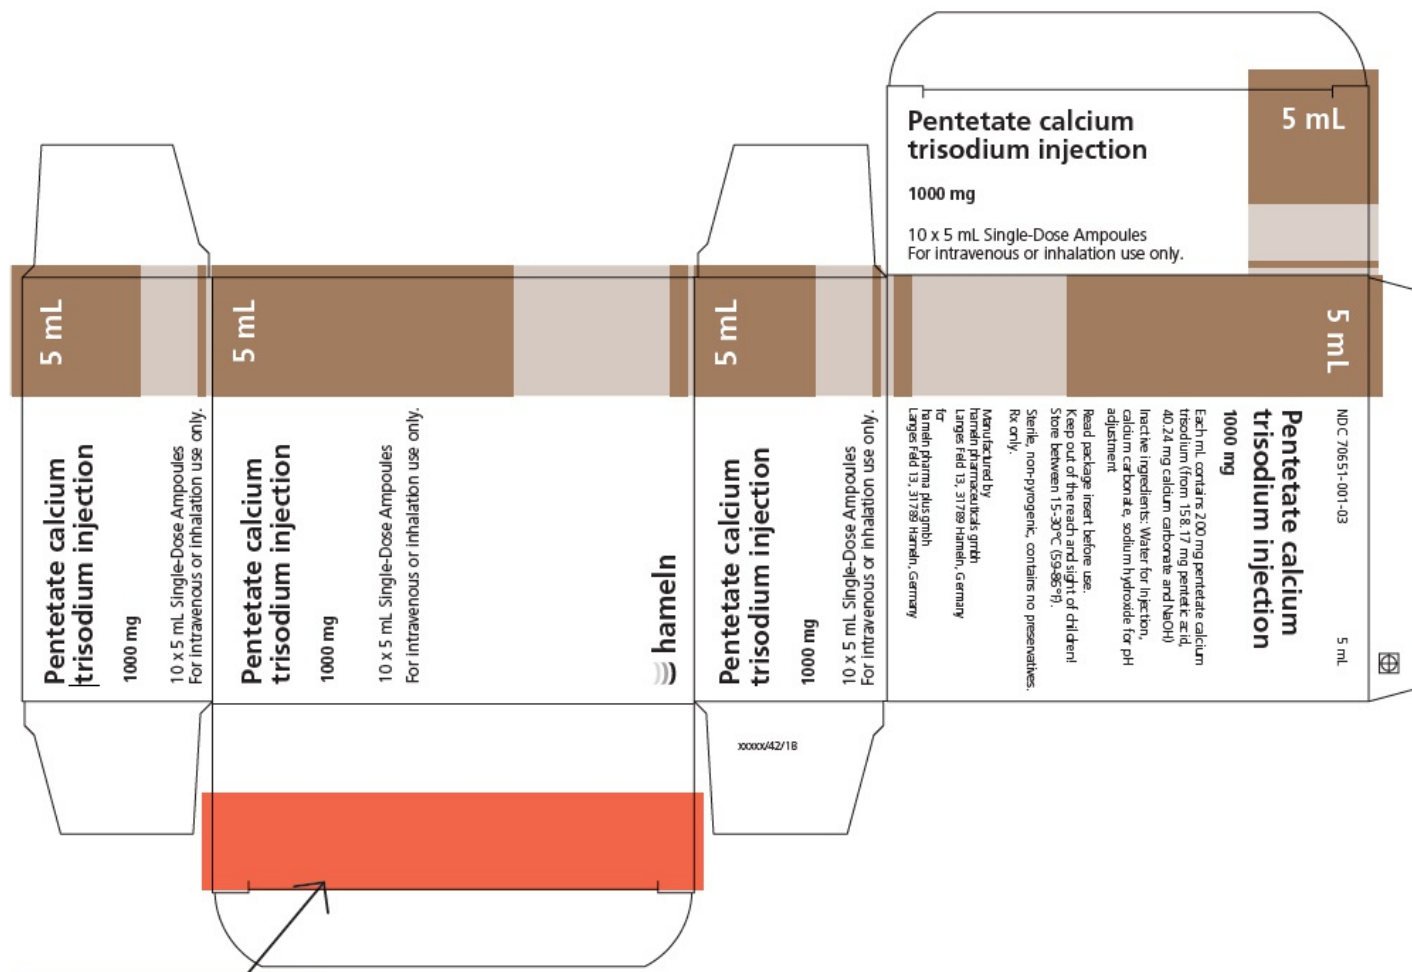 Pentetate calcium
trisodium injection
1000 mg
10 x 5 mL Single-Dose Ampoules
For intravenous or inhalation use only.
5 mL
5 mL
Pentetate calcium
trisodium injection
1000 mg
10 x 5 mL Single-Dose Ampoules
For intravenous or inhalation use only.
5 mL
Pentetate calcium
trisodium injection
1000 mg
10 x 5 mL Single-Dose Ampoules
For intravenous or inhalation use only.
hameln
5 mL
Pentetate calcium
trisodium injection
1000 mg
10 x 5 mL Single-Dose Ampoules
For intravenous or inhalation use only.
5 mL
NDC 70651-001-03 5 mL
Pentetate calcium
trisodium injection
1000 mg
Each mL contains 200 mg pentetate calcium
trisodium (from 158.17 mg pentetic acid,
40.24 mg calcium carbonate and NaOH)
Inactive ingredients: Water for Injection,
calcium carbonate, sodium hydroxide for pH
adjustment
Read package insert before use.
Keep out of the reach and sight of children!
Store between 15-30°C (59-86°F).
Sterile, non-pyrogenic, contains no preservatives.
Rx only.
Manufactured by
hameln pharmaceuticals gmbh
Langes Feld 13, 31789 Hameln, Germany
for
hameln pharma plus gmbh
Langes Feld 13, 31789 Hameln, Germany
xxxxx/42/18